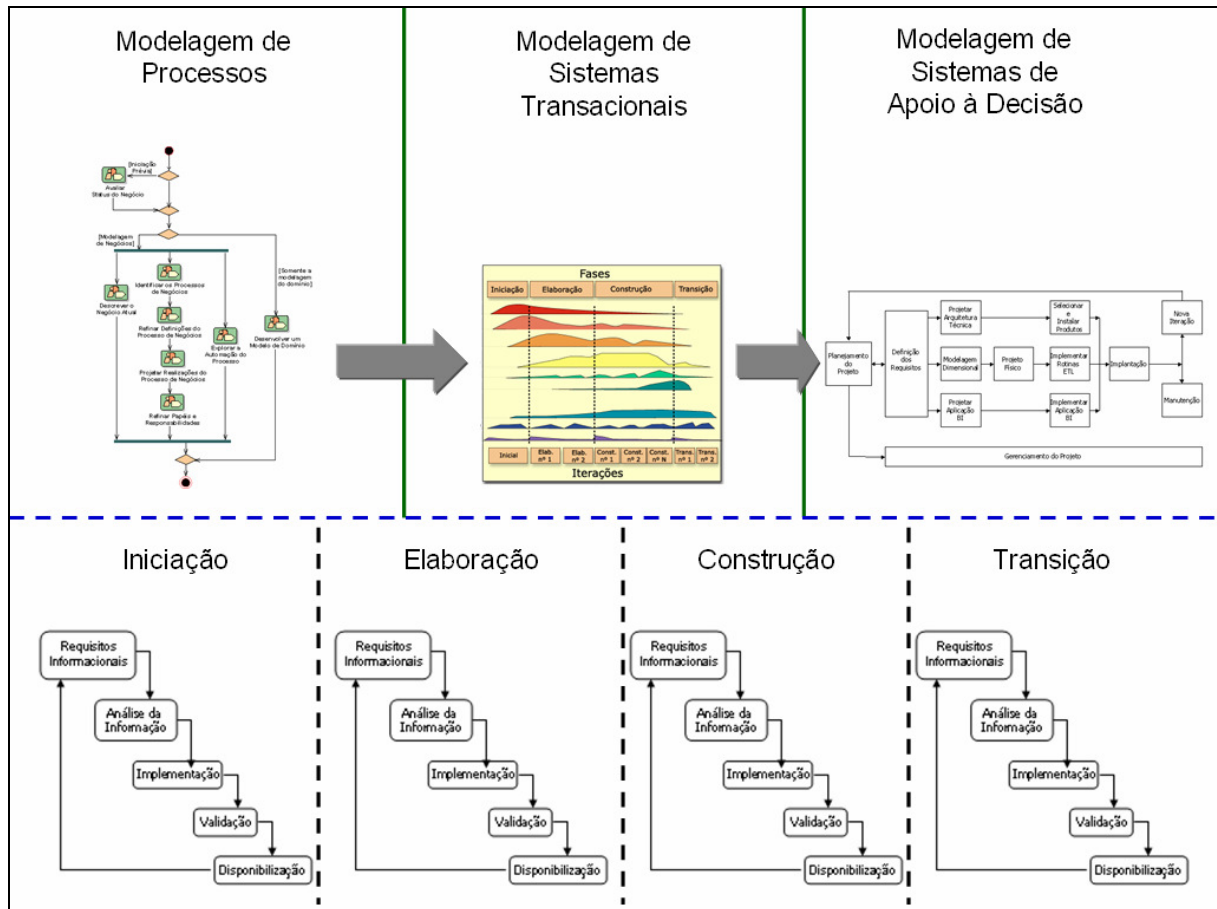 Modelagem de
Processos
Modelagem de
Sistemas
Transacionais
Modelagem de
Sistemas de
Apoio à Decisão
[Iniciação
Prévia]
Avaliar
Status do Negócio
[Modelagem
de Negócios]
[Somente a
modelagem
do domínio]
Identificar os Processos
de Negócios
Descrever o
Negócio Atual
Refinar Definições do
Processo de Negócios
Explorar a
Automação do
Processo
Desenvolver um
Modelo de Domínio
Projetar Realizações do
Processo de Negócios
Refinar Papéis e
Responsabilidades
Fases
Iniciação
Elaboração
Construção
Transição
Inicial
Elab.
nº 1
Elab.
nº 2
Const.
nº 1
Const.
nº 2
Const.
nº N
Trans.
nº 1
Trans.
nº 2
Iterações
Planejamento
do
Projeto
Definição
dos
Requisitos
Projetar
Arquitetura
Técnica
Selecionar
e
Instalar
Produtos
Modelagem
Dimensional
Projeto
Físico
Implementar
Rotinas
ETL
Projetar
Aplicação
BI
Implementar
Aplicação
BI
Implantação
Nova
Iteração
Manutenção
Gerenciamento do Projeto
Iniciação
Requisitos
Informacionais
Análise da
Informação
Implementação
Validação
Disponibilização
Elaboração
Requisitos
Informacionais
Análise da
Informação
Implementação
Validação
Disponibilização
Construção
Requisitos
Informacionais
Análise da
Informação
Implementação
Validação
Disponibilização
Transição
Requisitos
Informacionais
Análise da
Informação
Implementação
Validação
Disponibilização